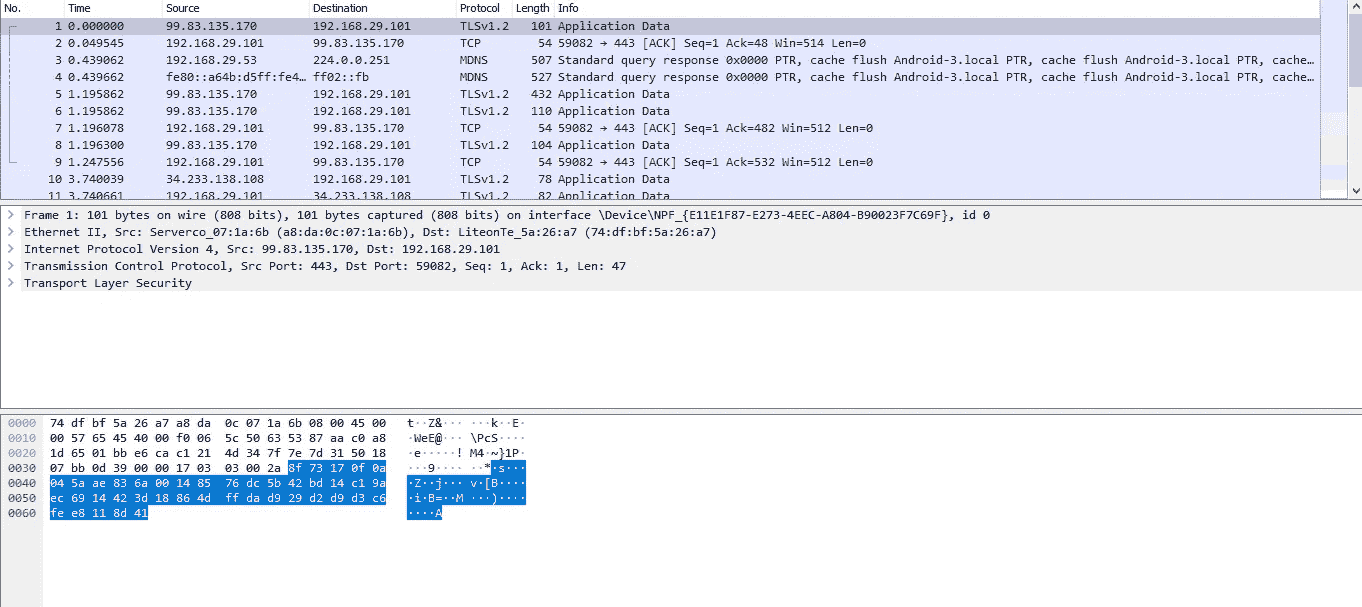 No. Time Source Destination Protocol Length Info
1 0.000000 99.83.135.170 192.168.29.101 TLSv1.2 101 Application Data
2 0.049545 192.168.29.101 99.83.135.170 TCP 54 59082 → 443 [ACK] Seq=1 Ack=48 Win=514 Len=0
3 0.439062 192.168.29.53 224.0.0.251 MDNS 507 Standard query response 0x0000 PTR, cache flush Android-3.local PTR, cache flush Android-3.local PTR, cache…
4 0.439662 fe80::a64b:d5ff:fe4… ff02::fb MDNS 527 Standard query response 0x0000 PTR, cache flush Android-3.local PTR, cache flush Android-3.local PTR, cache…
5 1.195862 99.83.135.170 192.168.29.101 TLSv1.2 432 Application Data
6 1.195862 99.83.135.170 192.168.29.101 TLSv1.2 110 Application Data
7 1.196078 192.168.29.101 99.83.135.170 TCP 54 59082 → 443 [ACK] Seq=1 Ack=482 Win=512 Len=0
8 1.196300 99.83.135.170 192.168.29.101 TLSv1.2 104 Application Data
9 1.247556 192.168.29.101 99.83.135.170 TCP 54 59082 → 443 [ACK] Seq=1 Ack=532 Win=512 Len=0
10 3.740039 34.233.138.108 192.168.29.101 TLSv1.2 78 Application Data
11 3.740661 192.168.29.101 34.233.138.108 TLSv1.2 82 Application Data
Frame 1: 101 bytes on wire (808 bits), 101 bytes captured (808 bits) on interface \Device\NPF_{E11E1F87-E273-4EEC-A804-B90023F7C69F}, id 0
Ethernet II, Src: Serverco_07:1a:6b (a8:da:0c:07:1a:6b), Dst: LiteonTe_5a:26:a7 (74:df:bf:5a:26:a7)
Internet Protocol Version 4, Src: 99.83.135.170, Dst: 192.168.29.101
Transmission Control Protocol, Src Port: 443, Dst Port: 59082, Seq: 1, Ack: 1, Len: 47
Transport Layer Security
0000 74 df bf 5a 26 a7 a8 da 0c 07 1a 6b 08 00 45 00 t··Z&··· ···k··E·
0010 00 57 65 45 40 00 f0 06 5c 50 63 53 87 aa c0 a8 ·WeE@··· \PcS····
0020 1d 65 01 bb e6 ca c1 21 4d 34 7f 7e 7d 31 50 18 ·e·····! M4·~}1P·
0030 07 bb 0d 39 00 00 17 03 03 00 2a 8f 73 17 0f 0a ···9···· ··*·s···
0040 04 5a ae 83 6a 00 14 85 76 dc 5b 42 bd 14 c1 9a ·Z··j··· v·[B····
0050 ec 69 14 42 3d 18 86 4d ff da d9 29 d2 d9 d3 c6 ·i·B=··M ···)····
0060 fe e8 11 8d 41 ····A